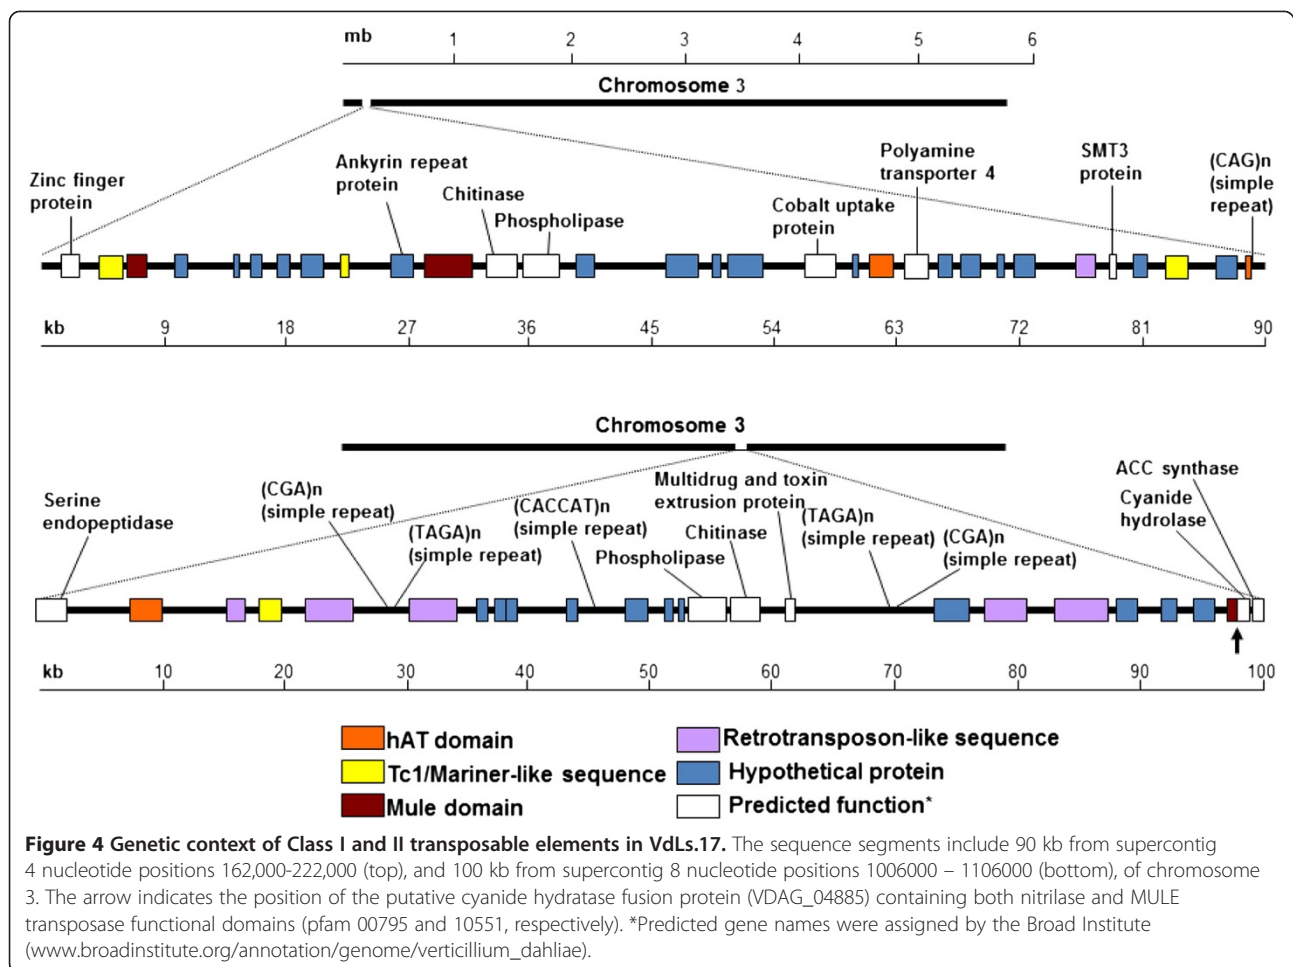 mb 1 2 3 4 5 6
Chromosome 3
Zinc finger
protein
Ankyrin repeat
protein
Chitinase
Phospholipase
Cobalt uptake
protein
Polyamine
transporter 4
SMT3
protein
(CAG)n
(simple
repeat)
kb 9 18 27 36 45 54 63 72 81 90
Chromosome 3
Serine
endopeptidase
(CGA)n
(simple repeat)
(TAGA)n
(simple repeat)
(CACCAT)n
(simple repeat)
Phospholipase
Multidrug and toxin
extrusion protein
Chitinase
(TAGA)n
(simple repeat)
(CGA)n
(simple repeat)
ACC synthase
Cyanide
hydrolase
kb 10 20 30 40 50 60 70 80 90 100
hAT domain
Tc1/Mariner-like sequence
Mule domain
Retrotransposon-like sequence
Hypothetical protein
Predicted function*
Figure 4 Genetic context of Class I and II transposable elements in VdLs.17. The sequence segments include 90 kb from supercontig
4 nucleotide positions 162,000-222,000 (top), and 100 kb from supercontig 8 nucleotide positions 1006000 – 1106000 (bottom), of chromosome
3. The arrow indicates the position of the putative cyanide hydratase fusion protein (VDAG_04885) containing both nitrilase and MULE
transposase functional domains (pfam 00795 and 10551, respectively). *Predicted gene names were assigned by the Broad Institute
(www.broadinstitute.org/annotation/genome/verticillium_dahliae).